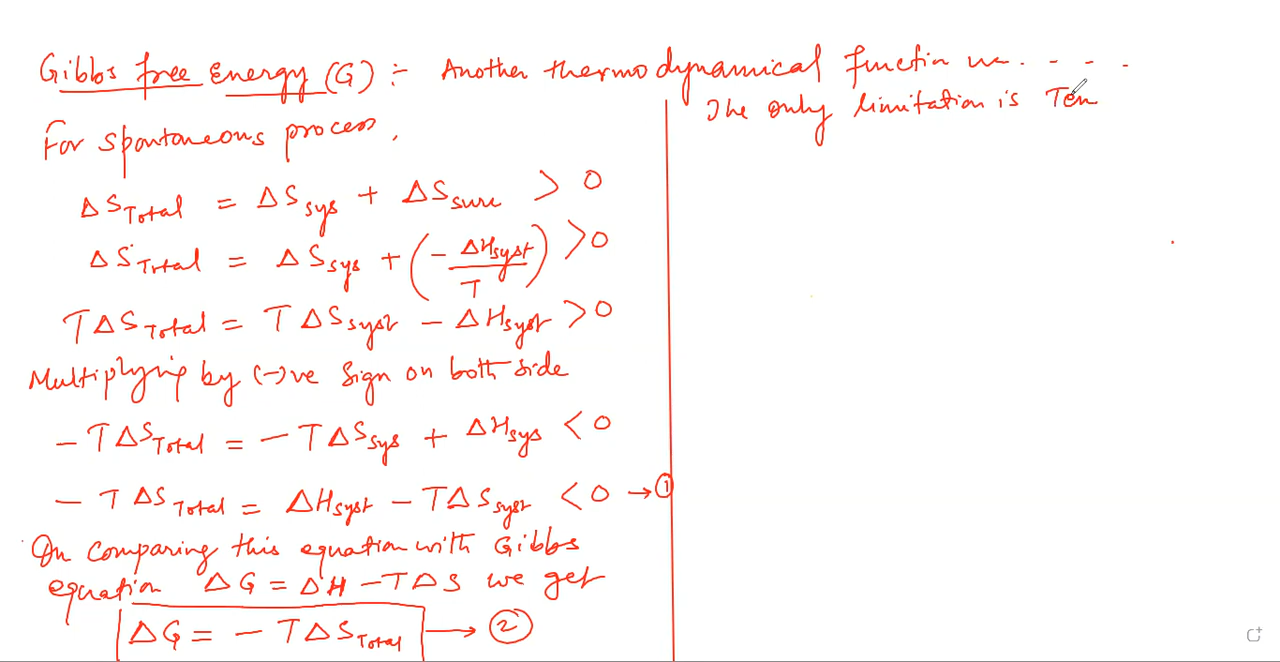 Gibbs free Energy (G) :- Another thermodynamical functin
The only limitation is Tem
For spontaneous process,
ΔS_Total = ΔS_sys + ΔS_surr > 0
ΔS_Total = ΔS_sys + (-ΔH_syst/T) > 0
TΔS_Total = TΔS_syst - ΔH_syst > 0
Multiplying by (-)ve sign on both side
- TΔS_Total = - TΔS_sys + ΔH_sys < 0
- TΔS_Total = ΔH_syst - TΔS_syst < 0 → ①
On comparing this equation with Gibbs
equation ΔG = ΔH - TΔS we get
ΔG = - TΔS_Total → ②